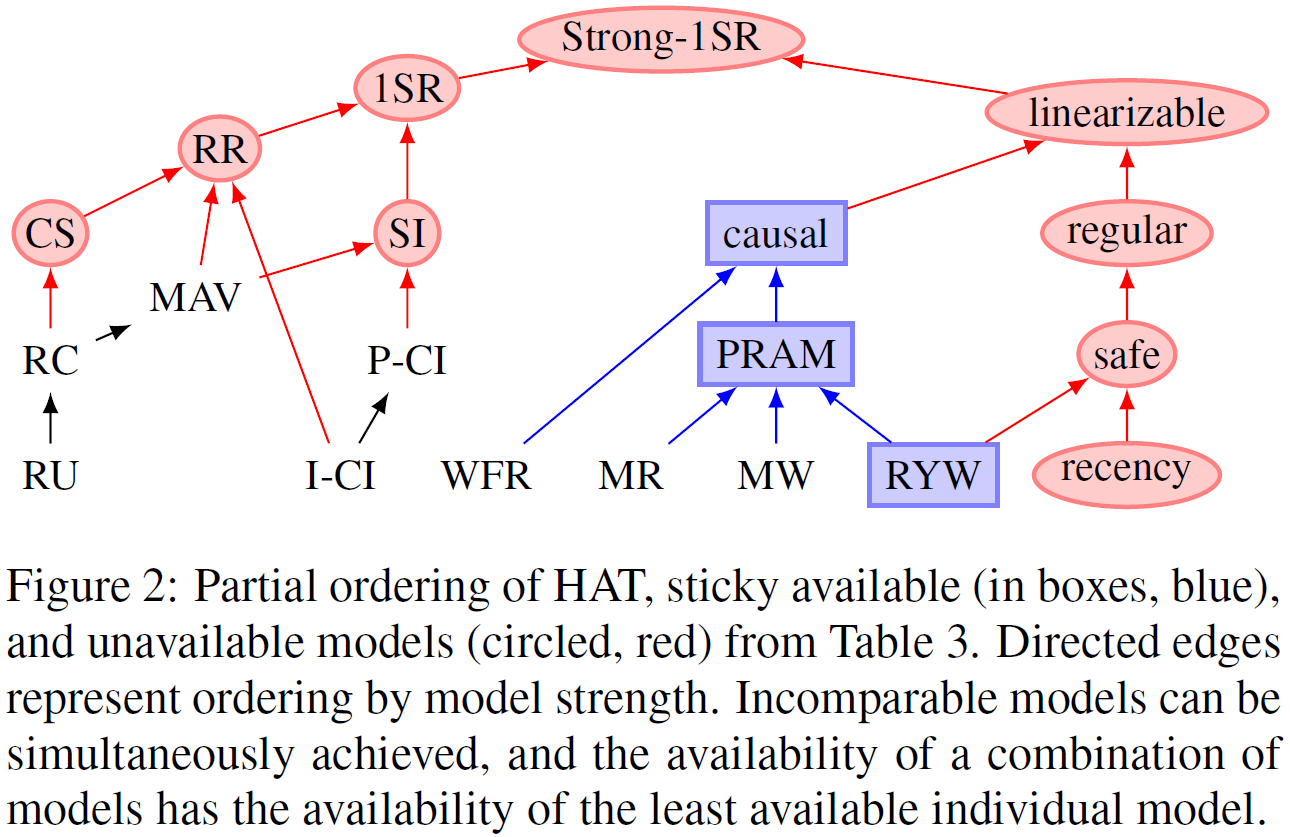 Strong-1SR
1SR
linearizable
RR
CS
SI
causal
regular
MAV
RC
P-CI
PRAM
safe
RU
I-CI
WFR
MR
MW
RYW
recency
Figure 2: Partial ordering of HAT, sticky available (in boxes, blue),
and unavailable models (circled, red) from Table 3. Directed edges
represent ordering by model strength. Incomparable models can be
simultaneously achieved, and the availability of a combination of
models has the availability of the least available individual model.